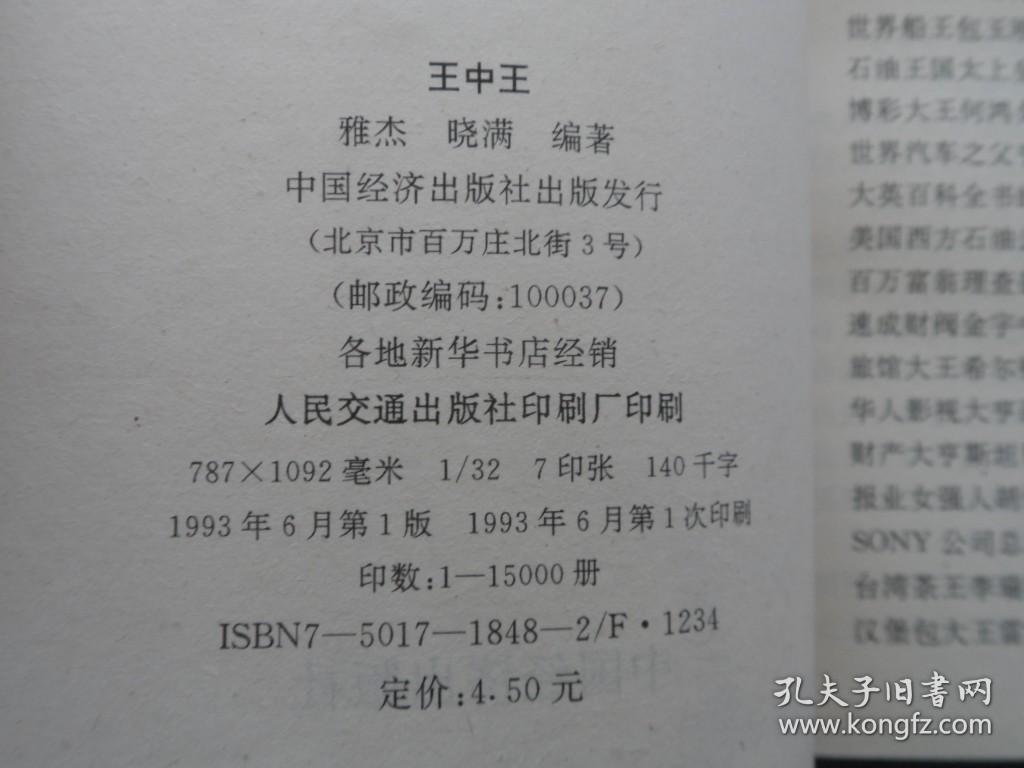 王中王
雅杰 晓满 编著
中国经济出版社出版发行
(北京市百万庄北街3号)
(邮政编码:100037)
各地新华书店经销
人民交通出版社印刷厂印刷
787×1092毫米 1/32 7印张 140千字
1993年6月第1版 1993年6月第1次印刷
印数:1—15000册
ISBN7—5017—1848—2/F·1234
定价:4.50元
世界船王包玉
石油王国太上
博彩大王何鸿
世界汽车之父
大英百科全书
美国西方石油
百万富翁理查
速成财阀金字
旅馆大王希尔
华人影视大亨
财产大亨斯坦
报业女强人
SONY公司总
台湾茶王李瑞
汉堡包大王雷
孔夫子旧书网
www.kongfz.com